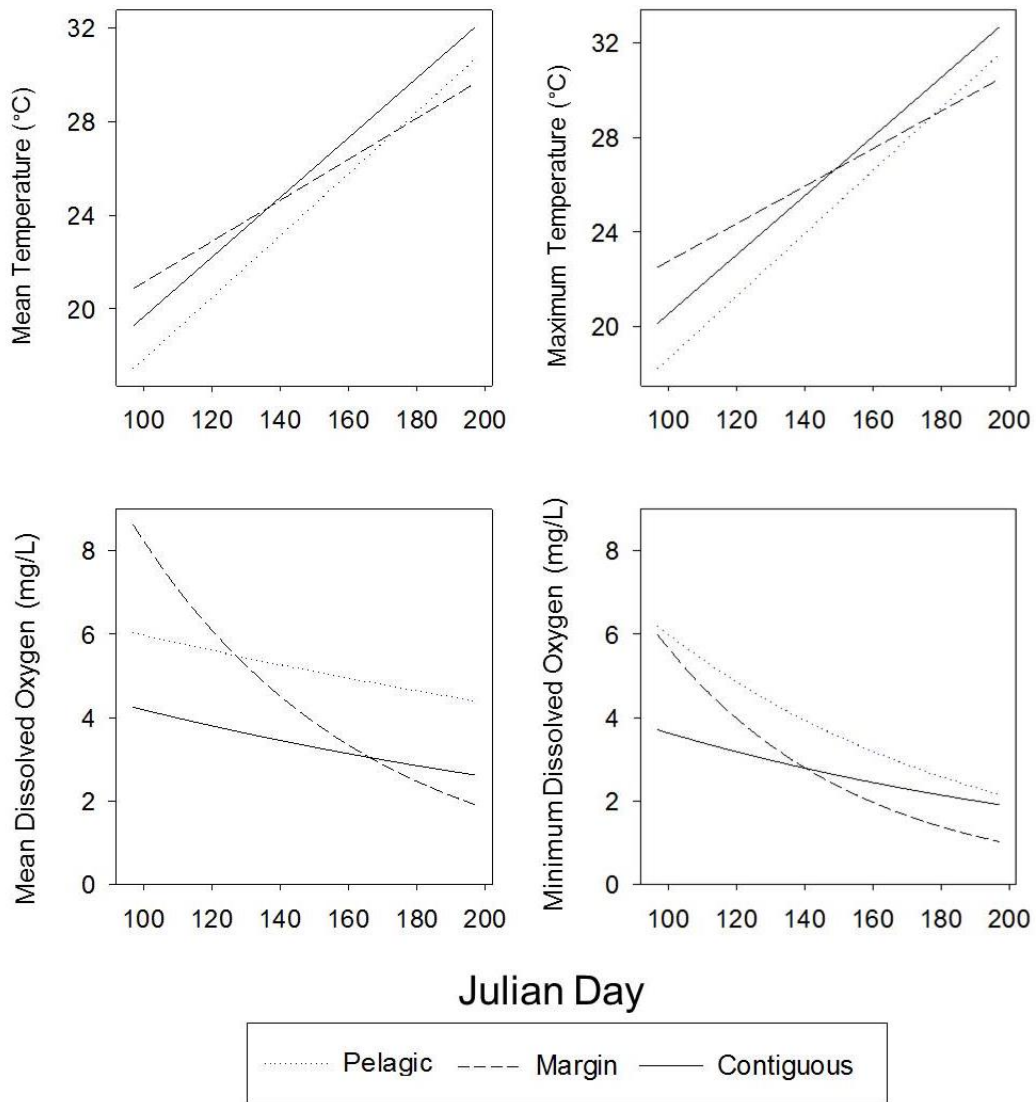 Mean Temperature (°C)
32
28
24
20
100 120 140 160 180 200
Maximum Temperature (°C)
32
28
24
20
100 120 140 160 180 200
Mean Dissolved Oxygen (mg/L)
8
6
4
2
0
100 120 140 160 180 200
Minimum Dissolved Oxygen (mg/L)
8
6
4
2
0
100 120 140 160 180 200
Julian Day
Pelagic Margin Contiguous